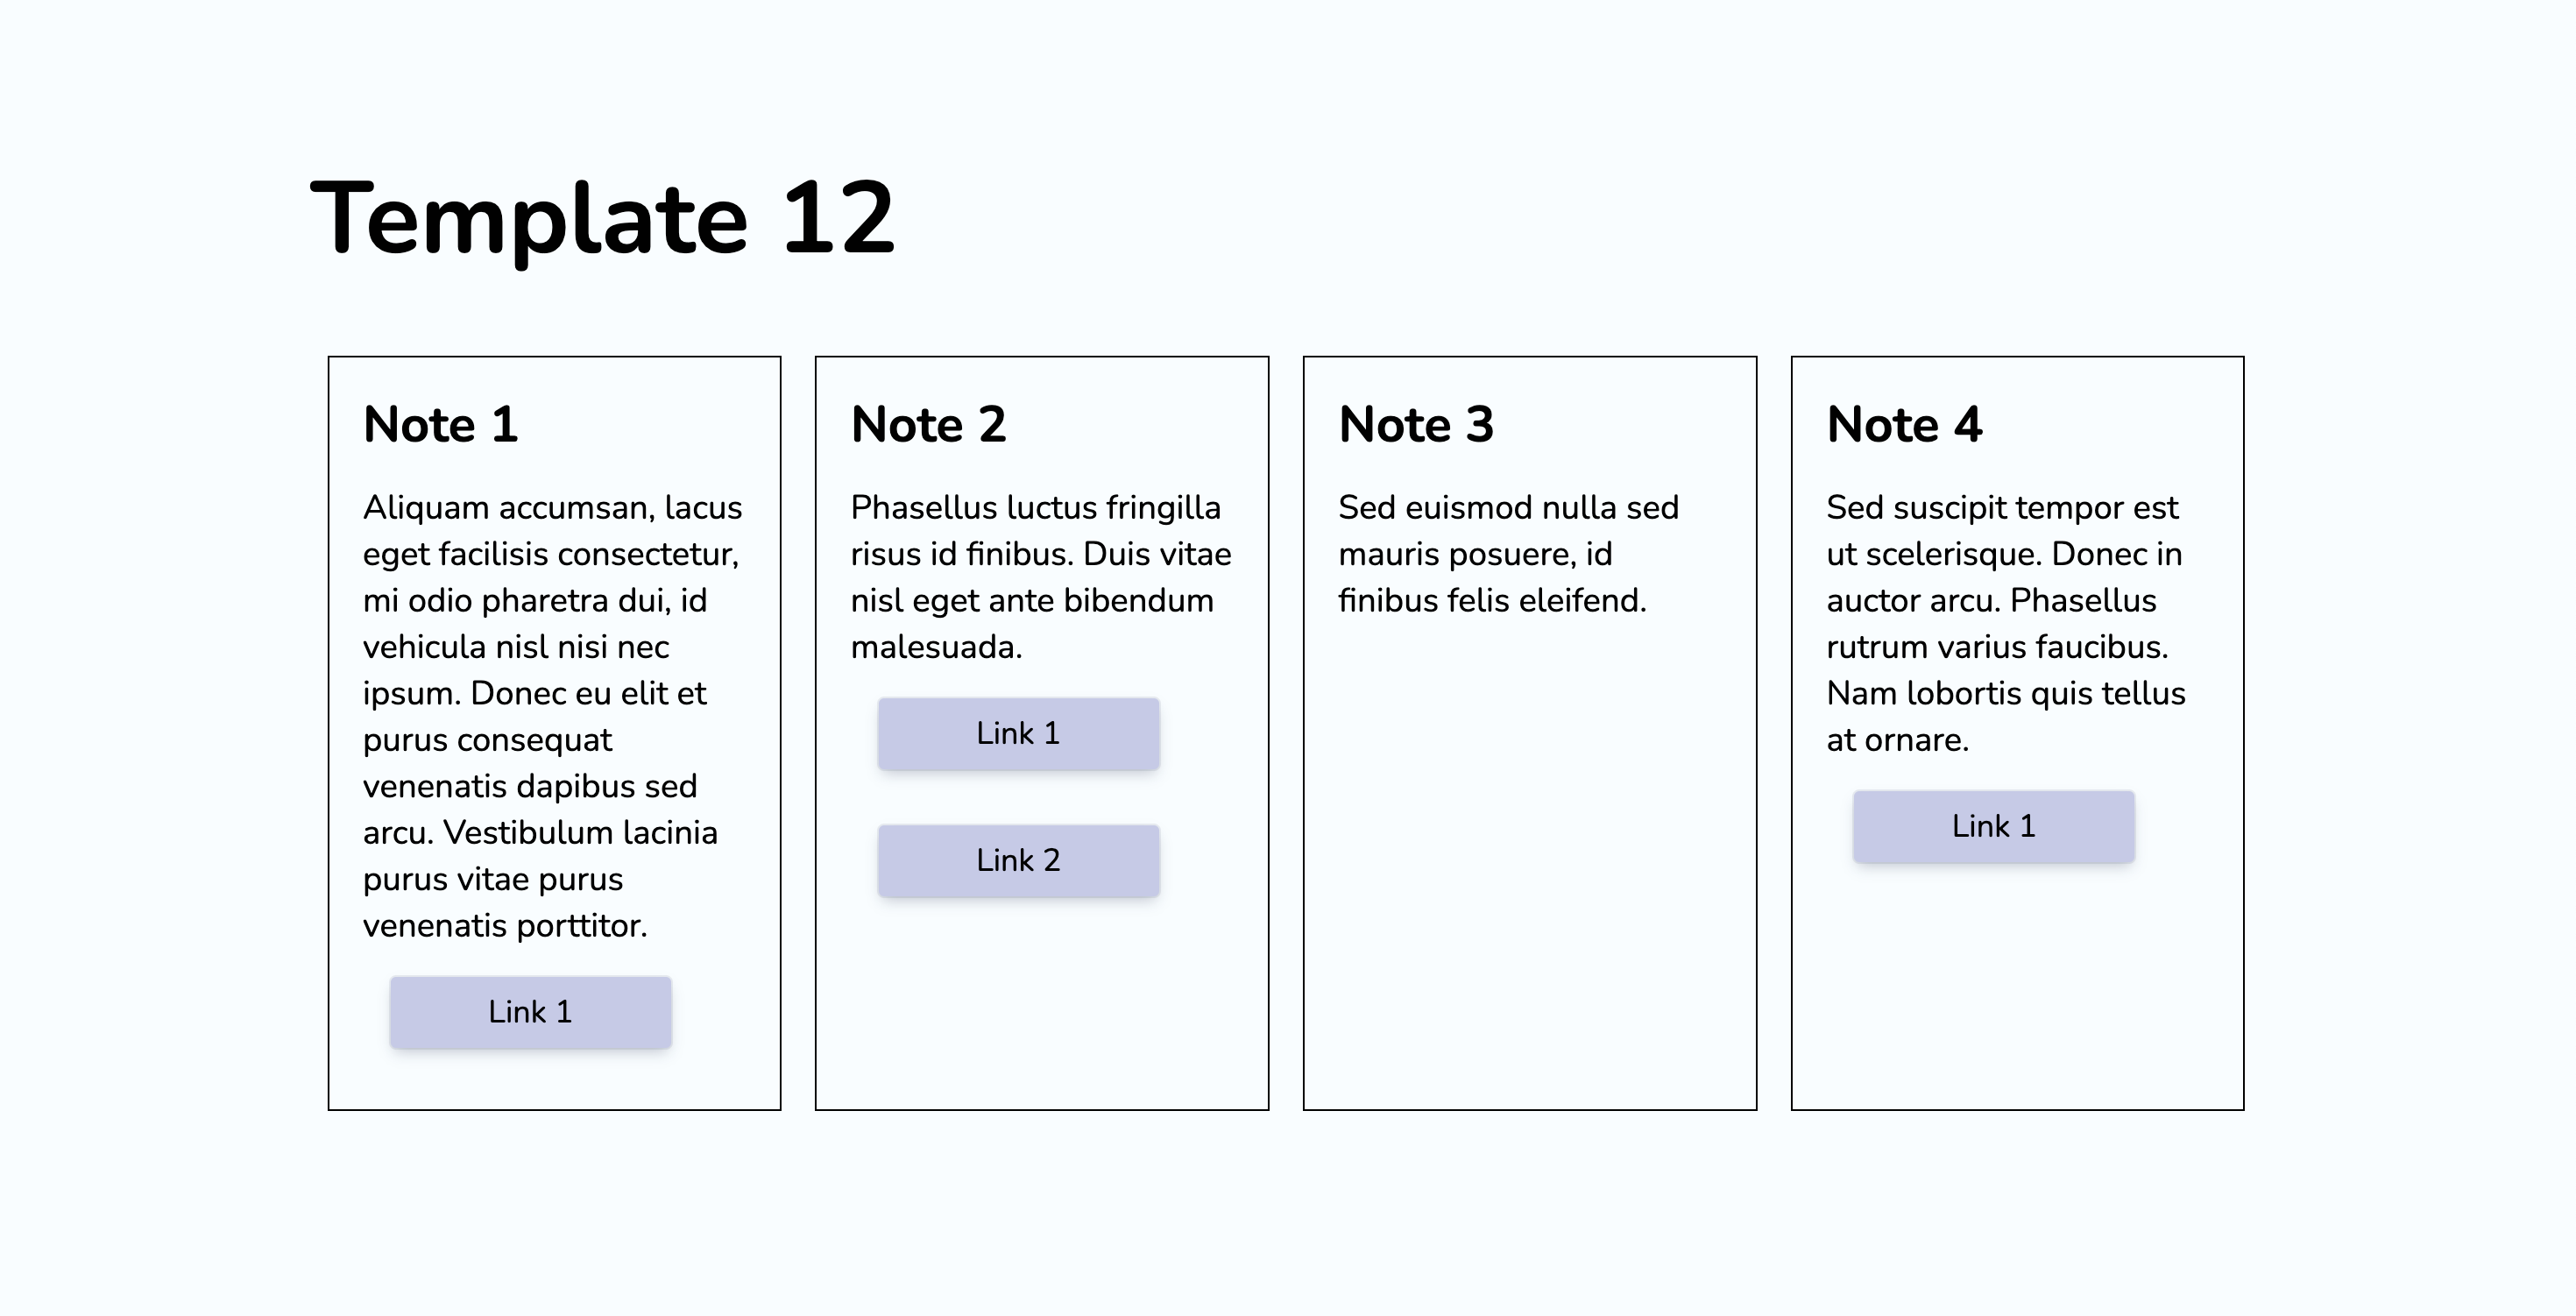 Template 12
Note 1
Aliquam accumsan, lacus
eget facilisis consectetur,
mi odio pharetra dui, id
vehicula nisl nisi nec
ipsum. Donec eu elit et
purus consequat
venenatis dapibus sed
arcu. Vestibulum lacinia
purus vitae purus
venenatis porttitor.
Link 1
Note 2
Phasellus luctus fringilla
risus id finibus. Duis vitae
nisl eget ante bibendum
malesuada.
Link 1
Link 2
Note 3
Sed euismod nulla sed
mauris posuere, id
finibus felis eleifend.
Note 4
Sed suscipit tempor est
ut scelerisque. Donec in
auctor arcu. Phasellus
rutrum varius faucibus.
Nam lobortis quis tellus
at ornare.
Link 1